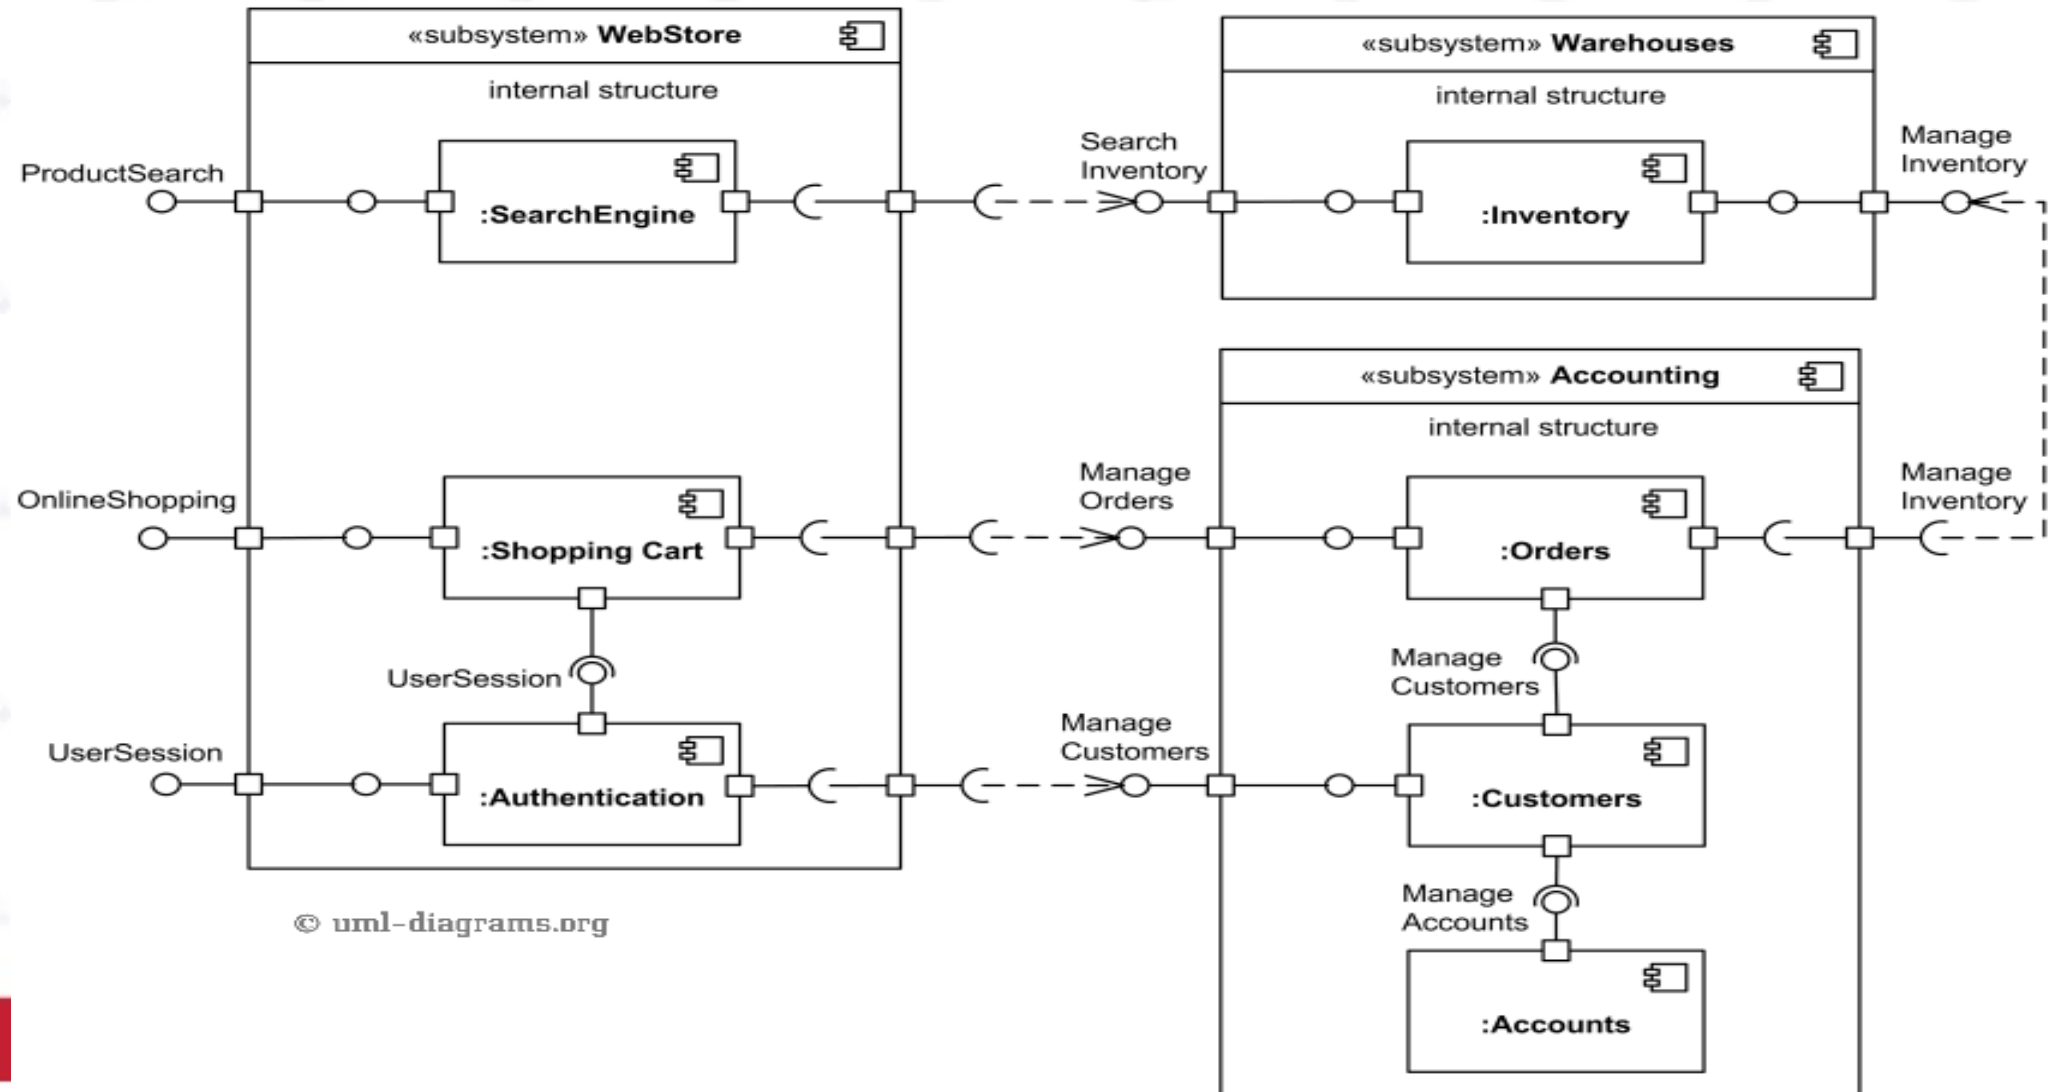 «subsystem» WebStore
internal structure
ProductSearch
:SearchEngine
OnlineShopping
:Shopping Cart
UserSession
UserSession
:Authentication
© uml-diagrams.org
Search
Inventory
Manage
Orders
Manage
Customers
«subsystem» Warehouses
internal structure
:Inventory
Manage
Inventory
«subsystem» Accounting
internal structure
:Orders
Manage
Inventory
Manage
Customers
:Customers
Manage
Accounts
:Accounts